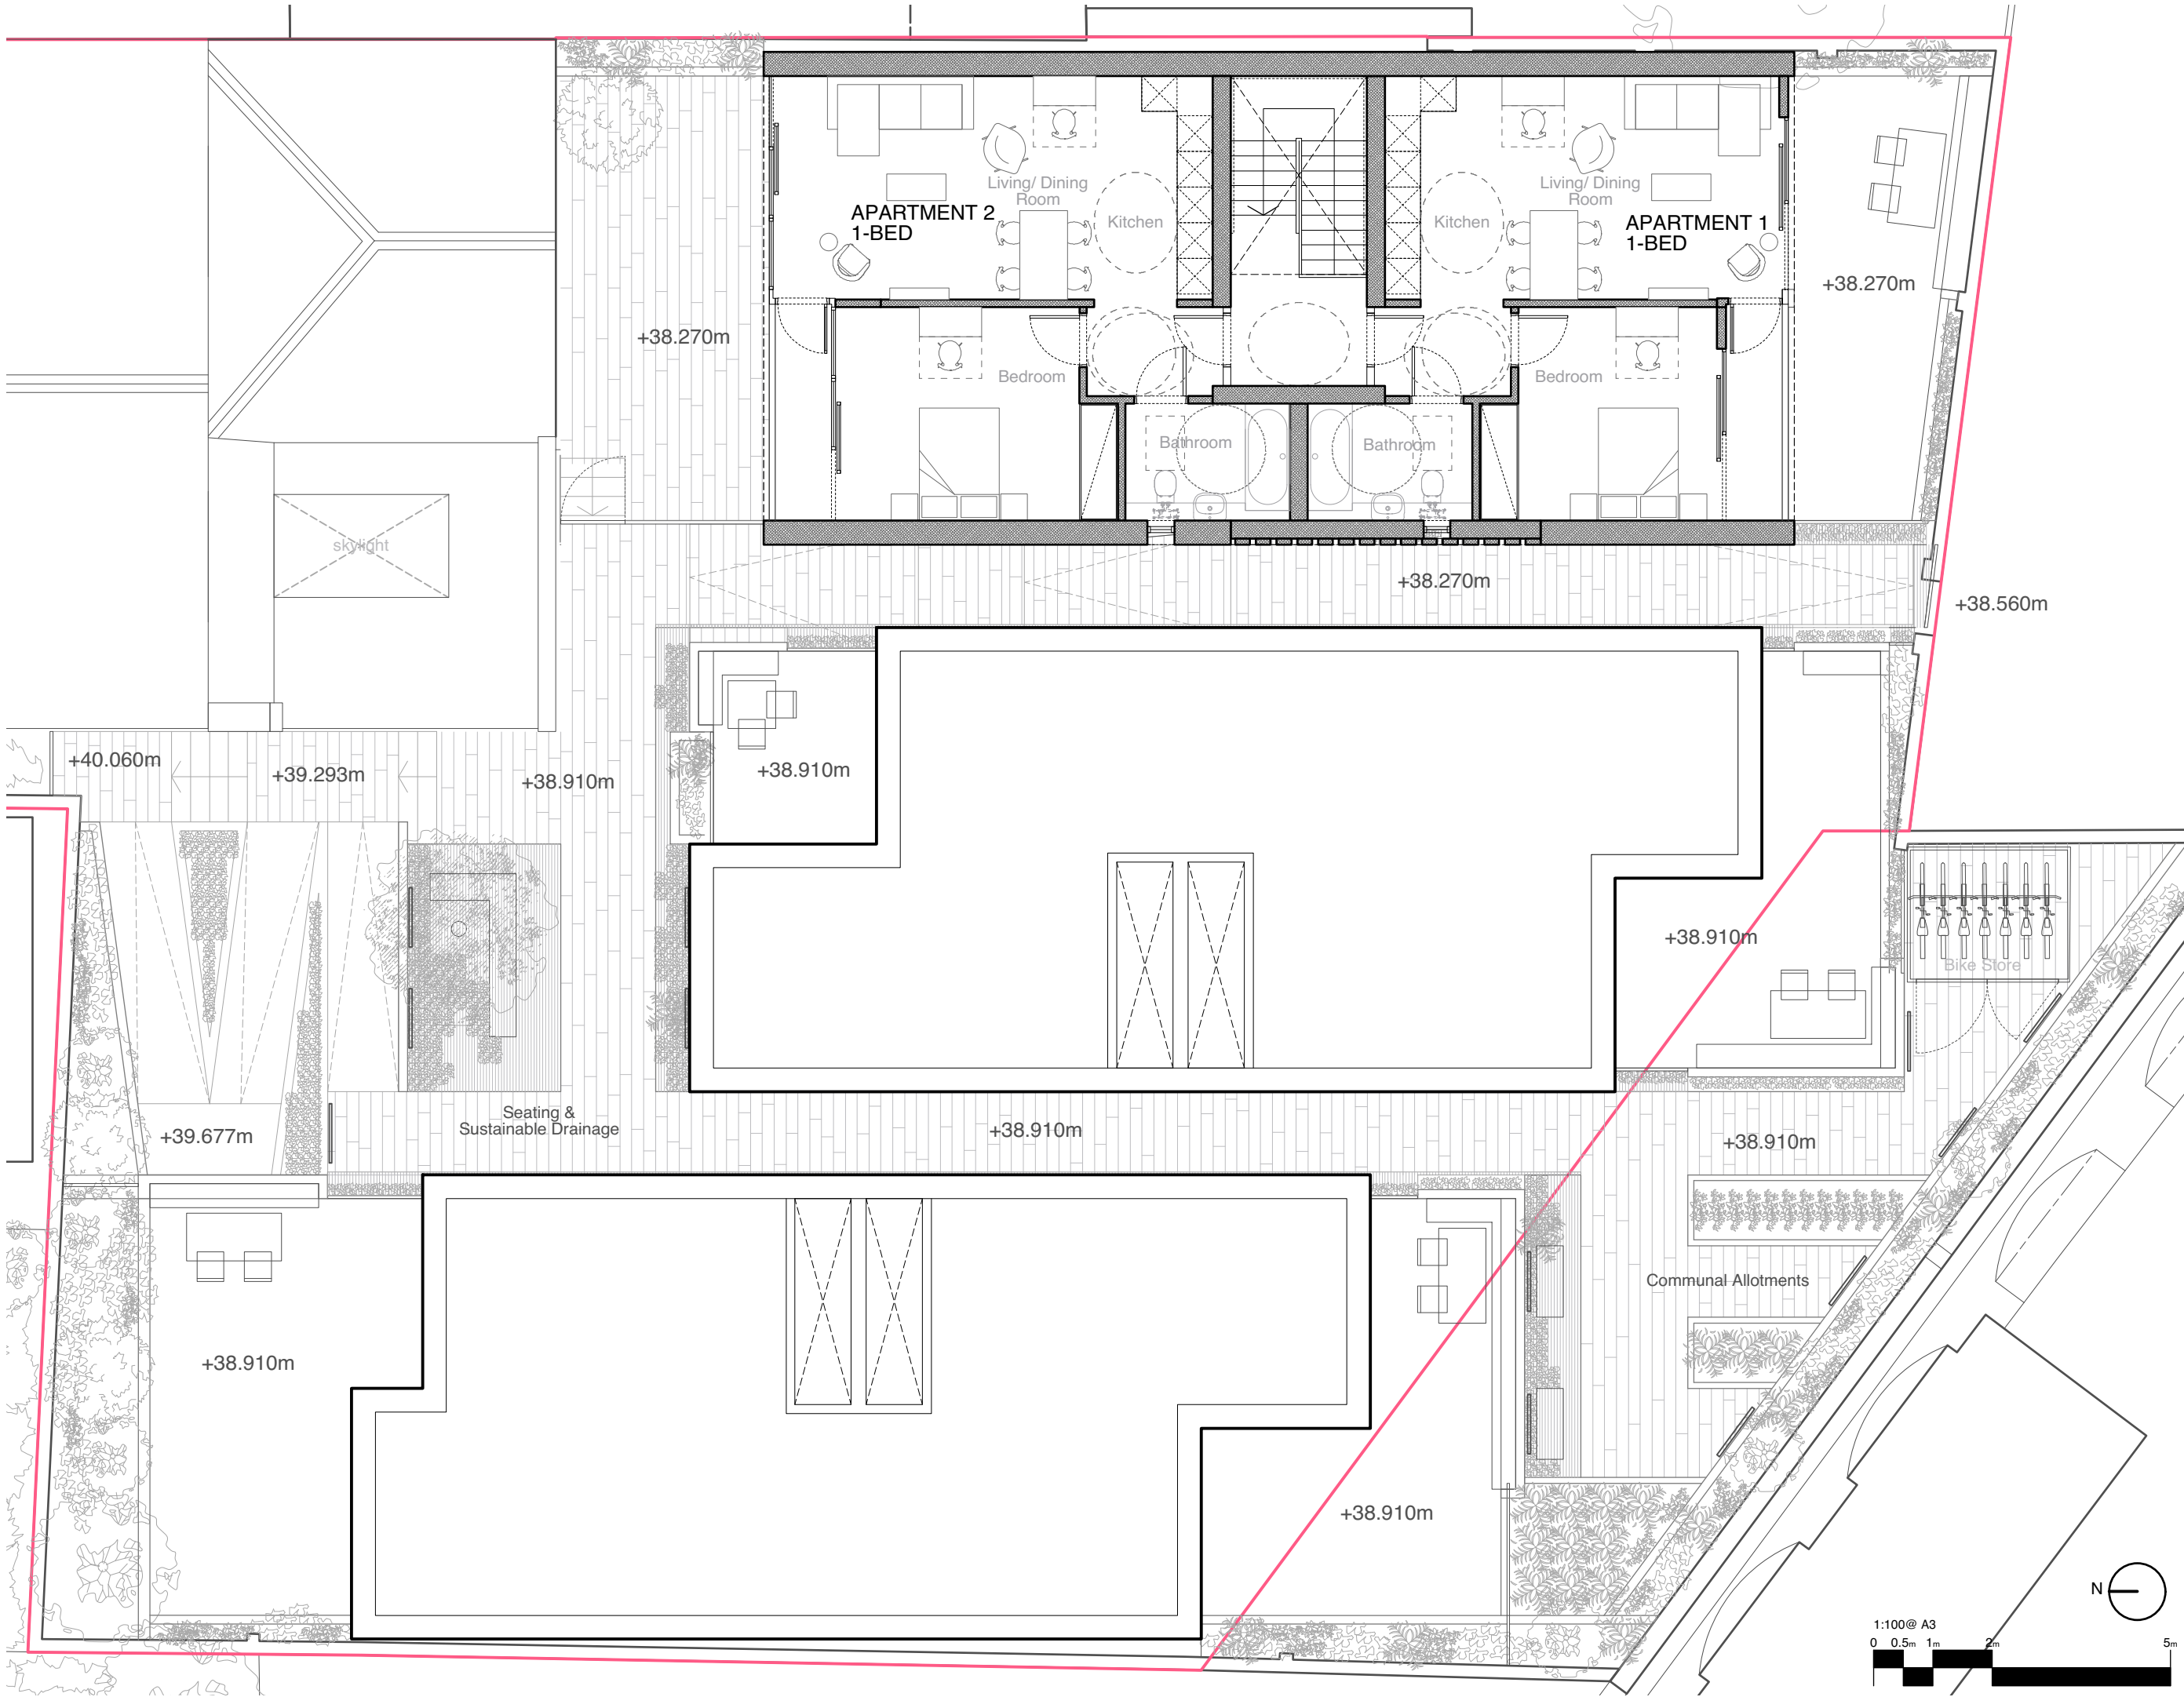 Living/ Dining
Room
APARTMENT 2
1-BED
Kitchen
Kitchen
Living/ Dining
Room
APARTMENT 1
1-BED
+38.270m
+38.270m
Bedroom
Bedroom
Bathroom
Bathroom
skylight
+38.270m
+38.560m
+40.060m
+39.293m
+38.910m
+38.910m
+38.910m
Bike Store
Seating &
Sustainable Drainage
+39.677m
+38.910m
+38.910m
Communal Allotments
+38.910m
+38.910m
N
1:100@ A3
0 0.5m 1m 2m 5m